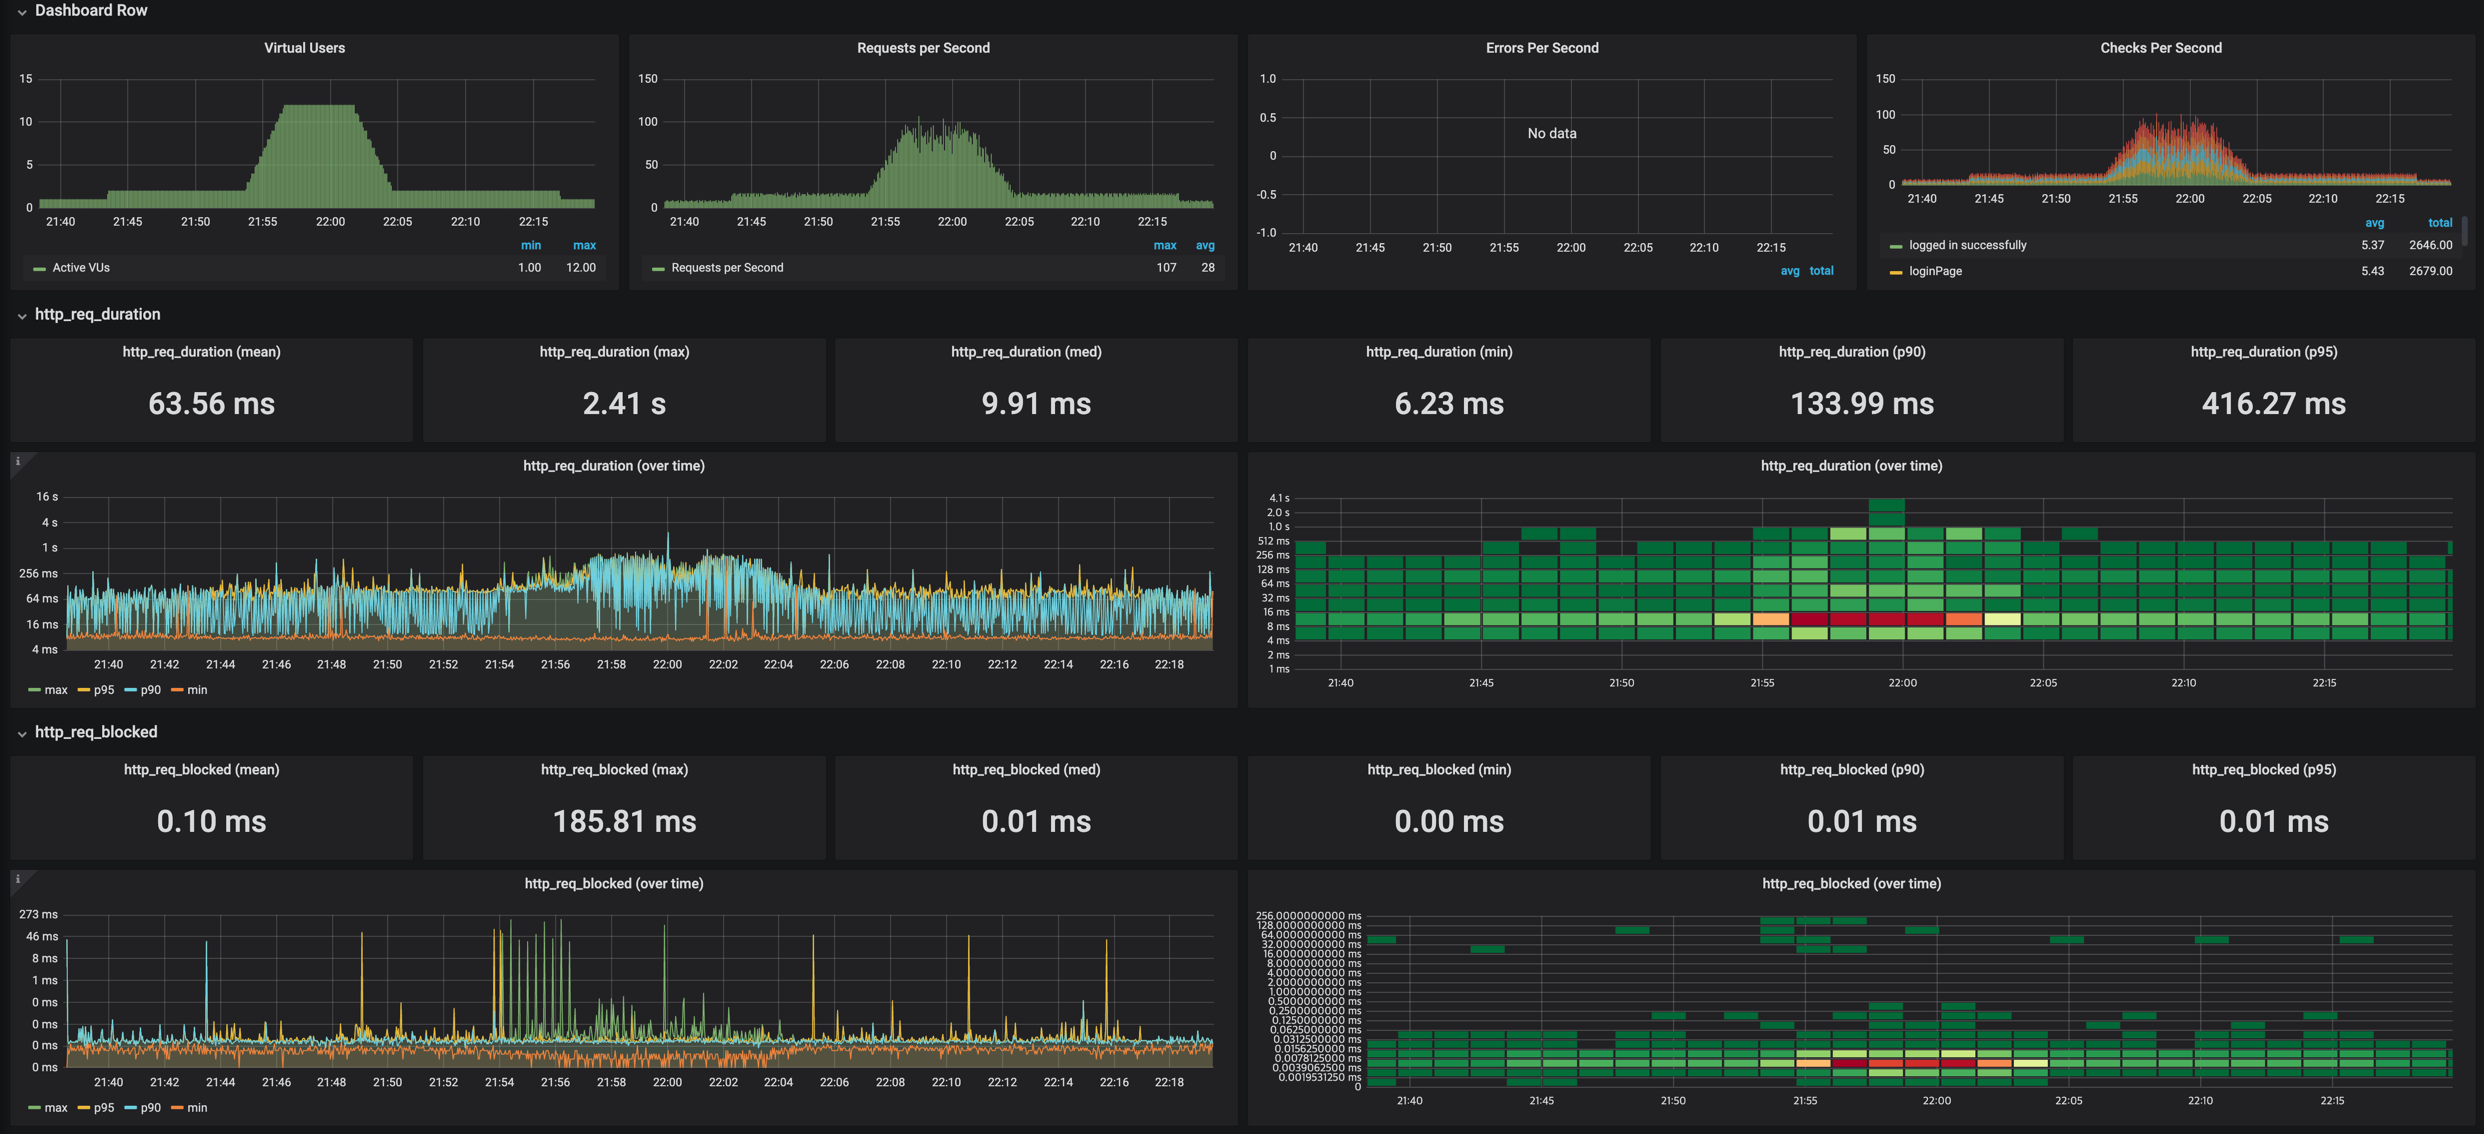 Dashboard Row
Virtual Users
15
10
5
0
21:40 21:45 21:50 21:55 22:00 22:05 22:10 22:15
min max
Active VUs 1.00 12.00
Requests per Second
150
100
50
0
21:40 21:45 21:50 21:55 22:00 22:05 22:10 22:15
max avg
Requests per Second 107 28
Errors Per Second
1.0
0.5
0
-0.5
-1.0
No data
21:40 21:45 21:50 21:55 22:00 22:05 22:10 22:15
avg total
Checks Per Second
150
100
50
0
21:40 21:45 21:50 21:55 22:00 22:05 22:10 22:15
avg total
logged in successfully 5.37 2646.00
loginPage 5.43 2679.00
http_req_duration
http_req_duration (mean)
63.56 ms
http_req_duration (max)
2.41 s
http_req_duration (med)
9.91 ms
http_req_duration (min)
6.23 ms
http_req_duration (p90)
133.99 ms
http_req_duration (p95)
416.27 ms
i
http_req_duration (over time)
16 s
4 s
1 s
256 ms
64 ms
16 ms
4 ms
21:40 21:42 21:44 21:46 21:48 21:50 21:52 21:54 21:56 21:58 22:00 22:02 22:04 22:06 22:08 22:10 22:12 22:14 22:16 22:18
max p95 p90 min
http_req_duration (over time)
4.1 s
2.0 s
1.0 s
512 ms
256 ms
128 ms
64 ms
32 ms
16 ms
8 ms
4 ms
2 ms
1 ms
21:40 21:45 21:50 21:55 22:00 22:05 22:10 22:15
http_req_blocked
http_req_blocked (mean)
0.10 ms
http_req_blocked (max)
185.81 ms
http_req_blocked (med)
0.01 ms
http_req_blocked (min)
0.00 ms
http_req_blocked (p90)
0.01 ms
http_req_blocked (p95)
0.01 ms
i
http_req_blocked (over time)
273 ms
46 ms
8 ms
1 ms
0 ms
0 ms
0 ms
0 ms
21:40 21:42 21:44 21:46 21:48 21:50 21:52 21:54 21:56 21:58 22:00 22:02 22:04 22:06 22:08 22:10 22:12 22:14 22:16 22:18
max p95 p90 min
http_req_blocked (over time)
256.0000000000 ms
128.0000000000 ms
64.0000000000 ms
32.0000000000 ms
16.0000000000 ms
8.0000000000 ms
4.0000000000 ms
2.0000000000 ms
1.0000000000 ms
0.5000000000 ms
0.2500000000 ms
0.1250000000 ms
0.0625000000 ms
0.0312500000 ms
0.0156250000 ms
0.0078125000 ms
0.0039062500 ms
0.0019531250 ms
0
21:40 21:45 21:50 21:55 22:00 22:05 22:10 22:15